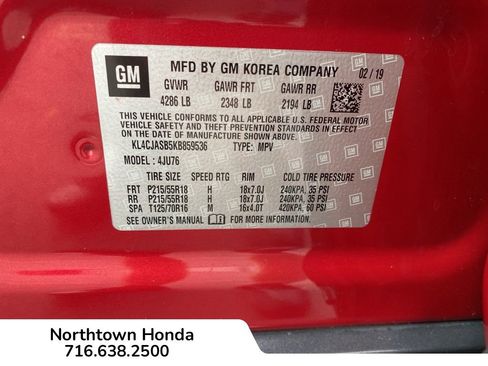 GM
MFD BY GM KOREA COMPANY 02 / 19
GVWR GAWR FRT GAWR RR
4286 LB 2348 LB 2194 LB
THIS VEHICLE CONFORMS TO ALL APPLICABLE U.S. FEDERAL MOTOR
VEHICLE SAFETY, BUMPER, AND THEFT PREVENTION STANDARDS IN EFFECT
ON THE DATE OF MANUFACTURE SHOWN ABOVE.
KL4CJASB5KB859536 TYPE: MPV
MODEL: 4JU76
TIRE SIZE SPEED RTG RIM COLD TIRE PRESSURE
FRT P215/55R18 H 18x7.0J 240KPA, 35 PSI
RR P215/55R18 H 18x7.0J 240KPA, 35 PSI
SPA T125/70R16 M 16x4.0T 420KPA, 60 PSI
SEE OWNER'S MANUAL FOR MORE INFORMATION.
Northtown Honda
716.638.2500